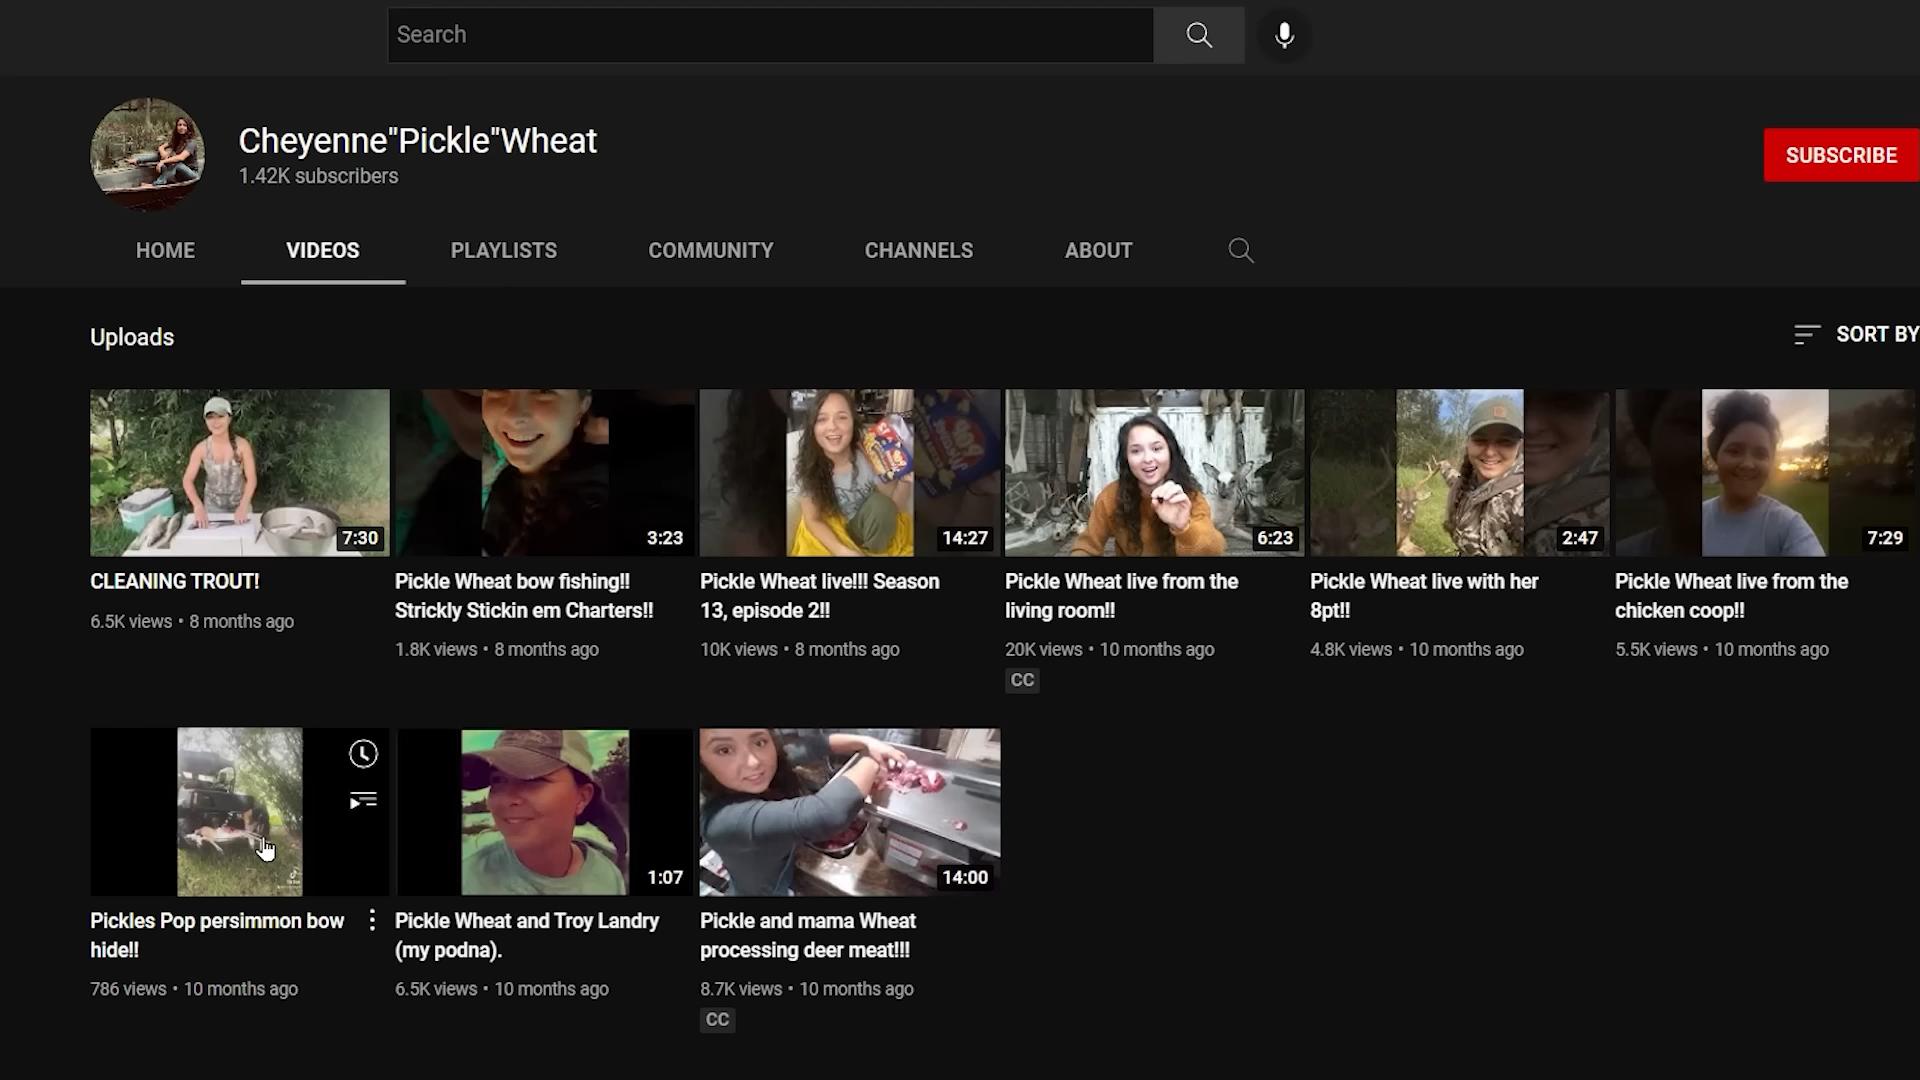 Search
Cheyenne"Pickle"Wheat
1.42K subscribers
SUBSCRIBE
HOME
VIDEOS
PLAYLISTS
COMMUNITY
CHANNELS
ABOUT
Uploads
SORT BY
7:30
3:23
14:27
6:23
2:47
7:29
CLEANING TROUT!
6.5K views • 8 months ago
Pickle Wheat bow fishing!!
Strickly Stickin em Charters!!
1.8K views • 8 months ago
Pickle Wheat live!!! Season
13, episode 2!!
10K views • 8 months ago
Pickle Wheat live from the
living room!!
20K views • 10 months ago
CC
Pickle Wheat live with her
8pt!!
4.8K views • 10 months ago
Pickle Wheat live from the
chicken coop!!
5.5K views • 10 months ago
1:07
14:00
Pickles Pop persimmon bow
hide!!
786 views • 10 months ago
Pickle Wheat and Troy Landry
(my podna).
6.5K views • 10 months ago
Pickle and mama Wheat
processing deer meat!!!
8.7K views • 10 months ago
CC